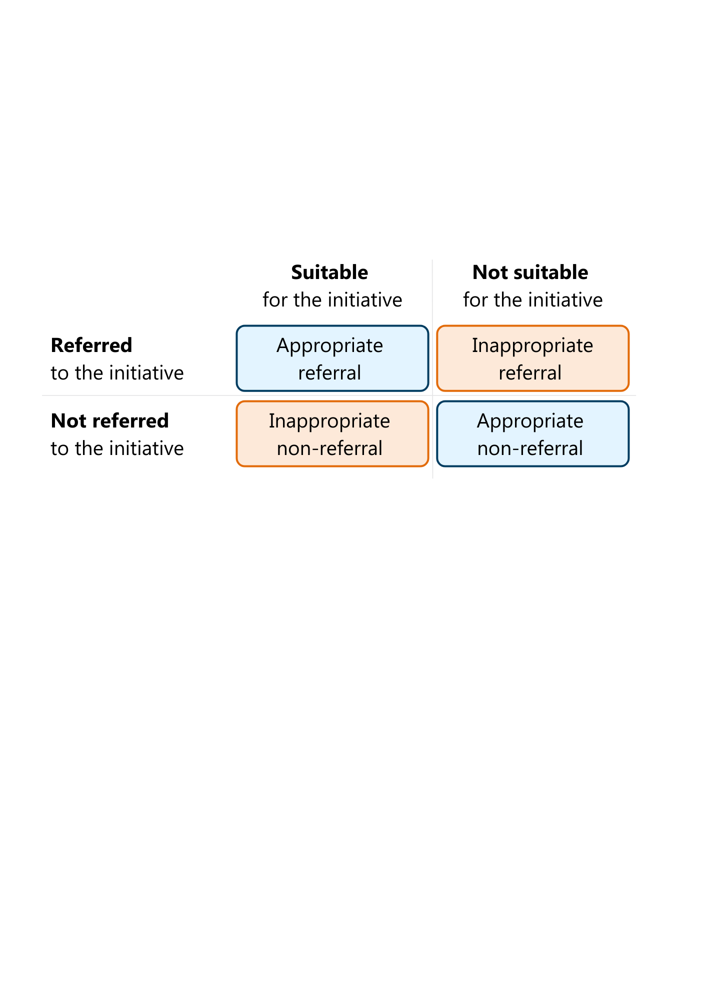 Suitable
for the initiative
Not suitable
for the initiative
Referred
to the initiative
Appropriate
referral
Inappropriate
referral
Not referred
to the initiative
Inappropriate
non-referral
Appropriate
non-referral